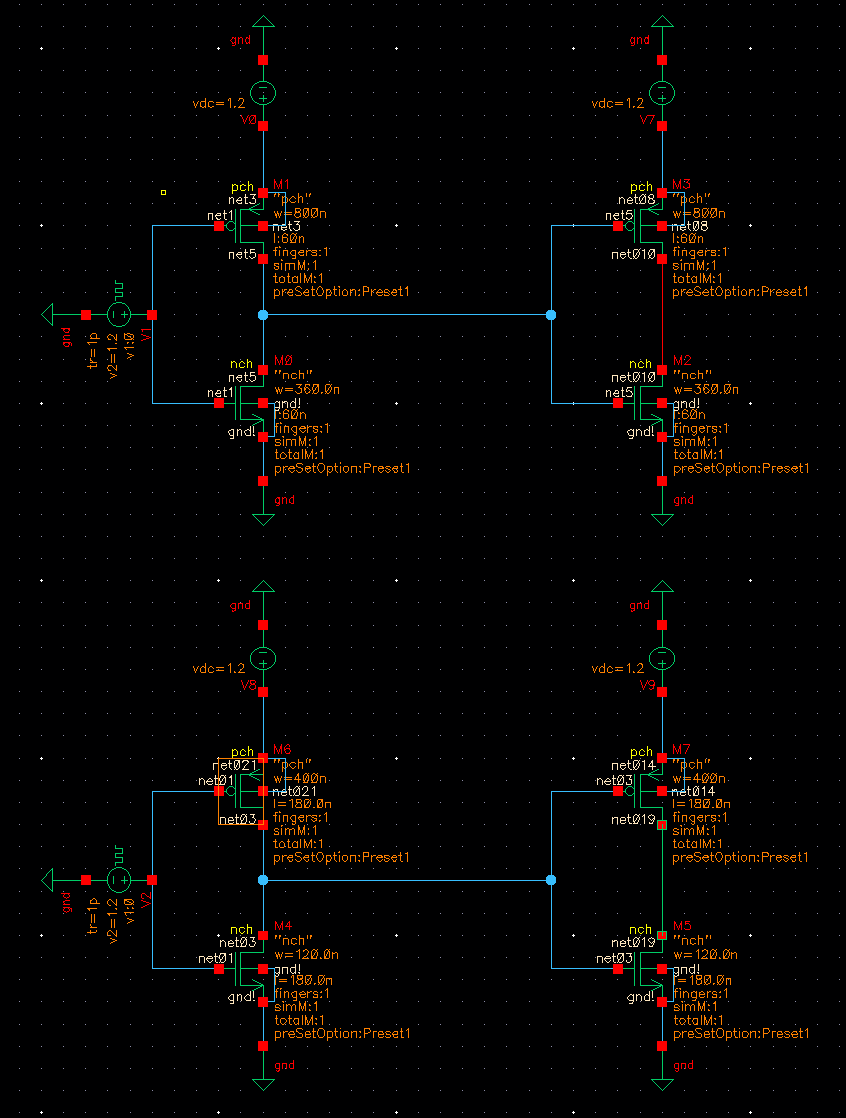 gnd
vdc=1.2
V0
pch
M1
"pch"
net3
w=800n
net1
net3
l:60n
net5
fingers:1
simM:1
totalM:1
preSetOption:Preset1
gnd
V1
tr=1p
v2=1.2
v1:0
nch
M0
"nch"
net5
w=360.0n
net1
gnd!
l:60n
fingers:1
gnd!
simM:1
totalM:1
preSetOption:Preset1
gnd
gnd
vdc=1.2
V7
pch
M3
"pch"
net08
w=800n
net5
net08
l:60n
net010
fingers:1
simM:1
totalM:1
preSetOption:Preset1
nch
M2
"nch"
net010
w=360.0n
net5
gnd!
l:60n
fingers:1
gnd!
simM:1
totalM:1
preSetOption:Preset1
gnd
gnd
vdc=1.2
V8
pch
M6
"pch"
net021
w=400n
net01
net021
l=180.0n
net03
fingers:1
simM:1
totalM:1
preSetOption:Preset1
gnd
V2
tr=1p
v2=1.2
v1:0
nch
M4
"nch"
net03
w=120.0n
net01
gnd!
l=180.0n
fingers:1
gnd!
simM:1
totalM:1
preSetOption:Preset1
gnd
gnd
vdc=1.2
V9
pch
M7
"pch"
net014
w=400n
net03
net014
l=180.0n
net019
fingers:1
simM:1
totalM:1
preSetOption:Preset1
nch
M5
"nch"
net019
w=120.0n
net03
gnd!
l=180.0n
fingers:1
gnd!
simM:1
totalM:1
preSetOption:Preset1
gnd